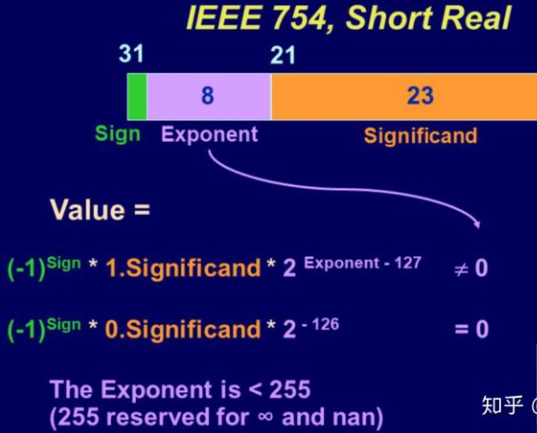 IEEE 754, Short Real
31 21
8 23
Sign Exponent Significand
Value =
(-1)Sign * 1.Significand * 2 Exponent - 127 ≠ 0
(-1)Sign * 0.Significand * 2 - 126 = 0
The Exponent is < 255
(255 reserved for ∞ and nan)
知乎 @